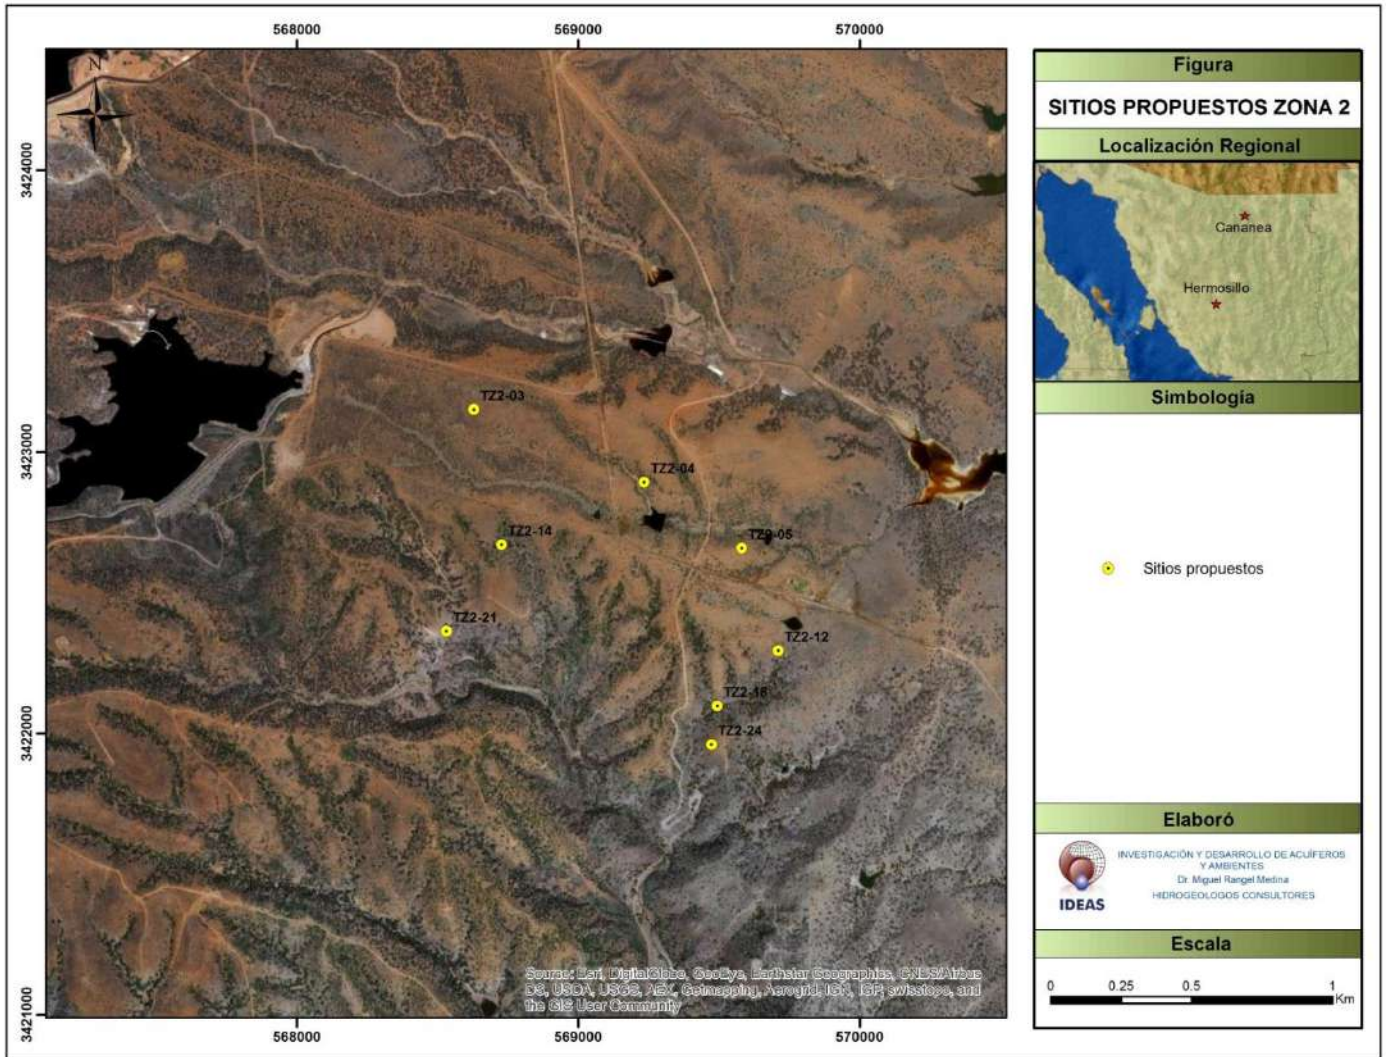 568000
569000
570000
N
3424000
3423000
3422000
3421000
TZ2-03
TZ2-04
TZ2-14
TZ2-05
TZ2-21
TZ2-12
TZ2-18
TZ2-24
Source: Esri, DigitalGlobe, GeoEye, Earthstar Geographics, CNES/Airbus
DS, USDA, USGS, AEX, Getmapping, Aerogrid, IGN, IGP, swisstopo, and
the GIS User Community
568000
569000
570000
Figura
SITIOS PROPUESTOS ZONA 2
Localización Regional
Cananea
Hermosillo
Simbología
Sitios propuestos
Elaboró
INVESTIGACIÓN Y DESARROLLO DE ACUÍFEROS
Y AMBIENTES
Dr. Miguel Rangel Medina
HIDROGEOLOGOS CONSULTORES
IDEAS
Escala
0 0.25 0.5 1
Km